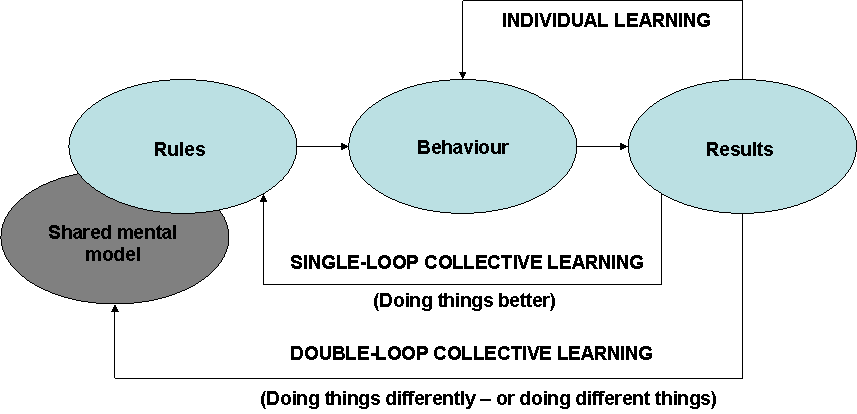 INDIVIDUAL LEARNING
Rules
Behaviour
Results
Shared mental
model
SINGLE-LOOP COLLECTIVE LEARNING
(Doing things better)
DOUBLE-LOOP COLLECTIVE LEARNING
(Doing things differently – or doing different things)